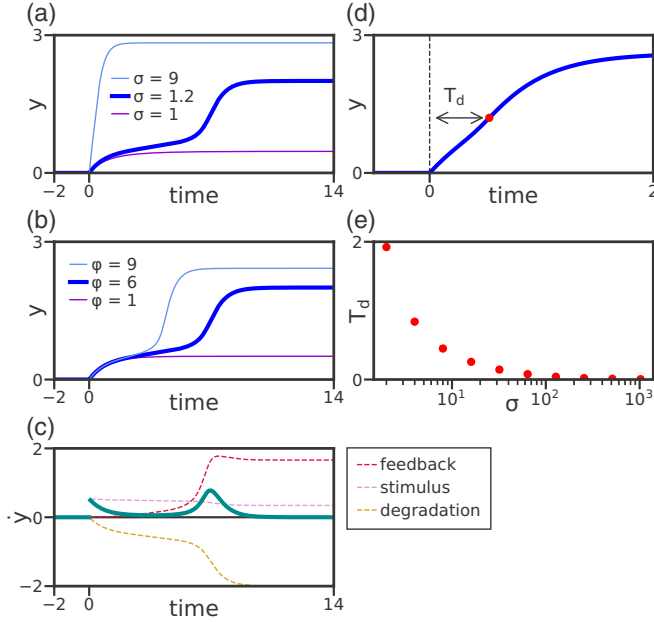 (a)
3
y
0
σ = 9
σ = 1.2
σ = 1
−2
0
time
14
(d)
3
y
0
T_d
0
time
2
(b)
3
y
0
φ = 9
φ = 6
φ = 1
−2
0
time
14
(e)
2
T_d
0
10^1
σ
10^2
10^3
(c)
2
ẏ
0
−2
−2
0
time
14
feedback
stimulus
degradation